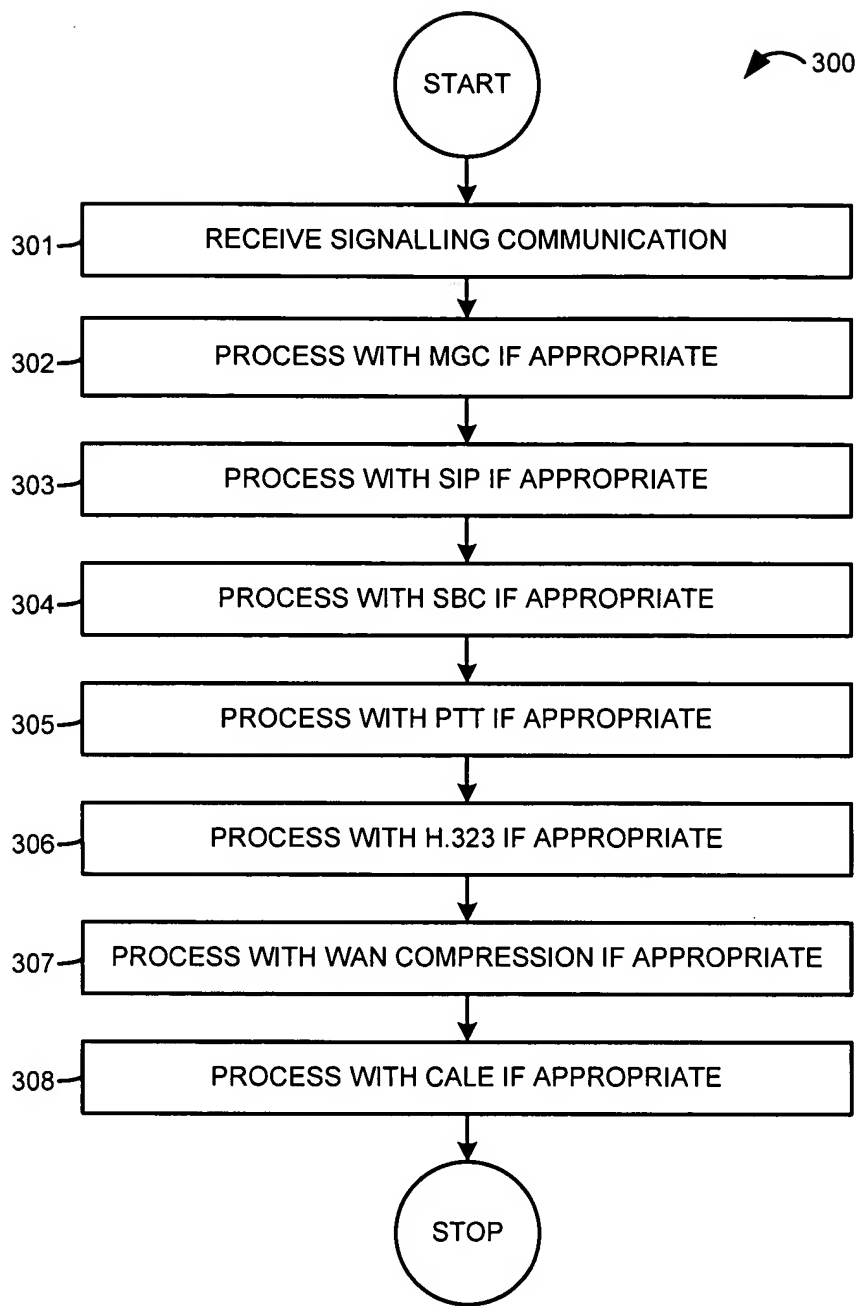 START
300
301
RECEIVE SIGNALLING COMMUNICATION
302
PROCESS WITH MGC IF APPROPRIATE
303
PROCESS WITH SIP IF APPROPRIATE
304
PROCESS WITH SBC IF APPROPRIATE
305
PROCESS WITH PTT IF APPROPRIATE
306
PROCESS WITH H.323 IF APPROPRIATE
307
PROCESS WITH WAN COMPRESSION IF APPROPRIATE
308
PROCESS WITH CALE IF APPROPRIATE
STOP